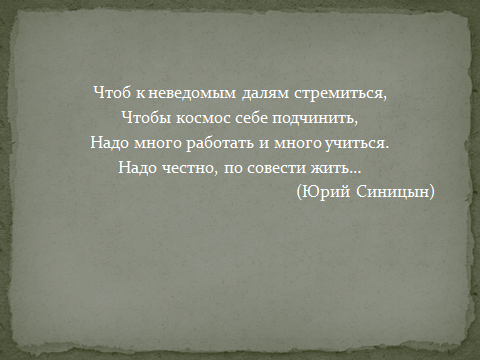 Чтоб к неведомым далям стремиться,
Чтобы космос себе подчинить,
Надо много работать и много учиться.
Надо честно, по совести жить...
(Юрий Синицын)